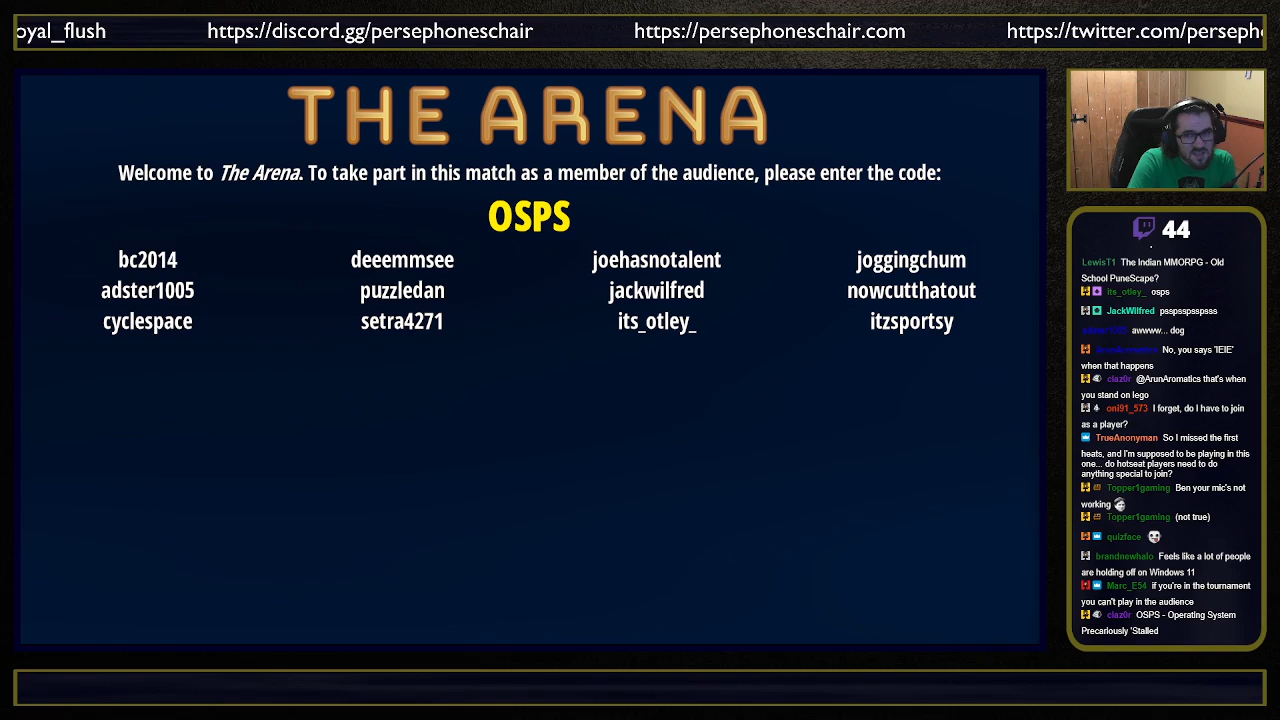 oyal_flush https://discord.gg/persephoneschair https://persephoneschair.com https://twitter.com/perseph
THE ARENA
Welcome to The Arena. To take part in this match as a member of the audience, please enter the code:
OSPS
bc2014 deeemmsee joehasnotalent joggingchum
adster1005 puzzledan jackwilfred nowcutthatout
cyclespace setra4271 its_otley_ itzsportsy
44
LewisT1 The Indian MMORPG - Old
School PuneScape?
its_otley_ osps
JackWilfred pspspsspspsss
adster1005 awwww... dog
ArunAromatics No, you says 'IEIE'
when that happens
claz0r @ArunAromatics that's when
you stand on lego
oni91_573 I forget, do I have to join
as a player?
TrueAnonyman So I missed the first
heats, and I'm supposed to be playing in this
one... do hotseat players need to do
anything special to join?
Topper1gaming Ben your mic's not
working
Topper1gaming (not true)
quizface
brandnewhalo Feels like a lot of people
are holding off on Windows 11
Marc_E54 if you're in the tournament
you can't play in the audience
claz0r OSPS - Operating System
Precariously 'Stalled